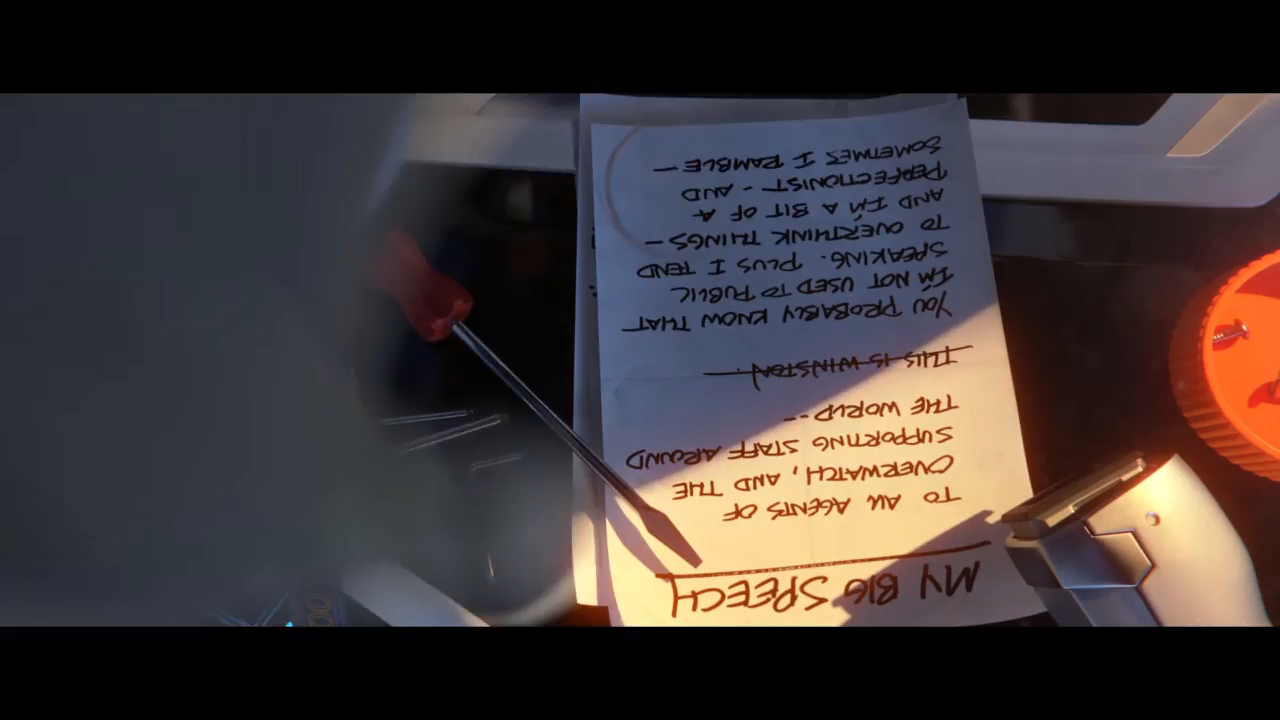 MY BIG SPEECH
TO ALL AGENTS OF
OVERWATCH, AND THE
SUPPORTING STAFF AROUND
THE WORLD--
THIS IS WINSTON.
YOU PROBABLY KNOW THAT
I'M NOT USED TO PUBLIC
SPEAKING. PLUS I TEND
TO OVERTHINK THINGS—
AND I'M A BIT OF A
PERFECTIONIST - AND
SOMETIMES I RAMBLE—